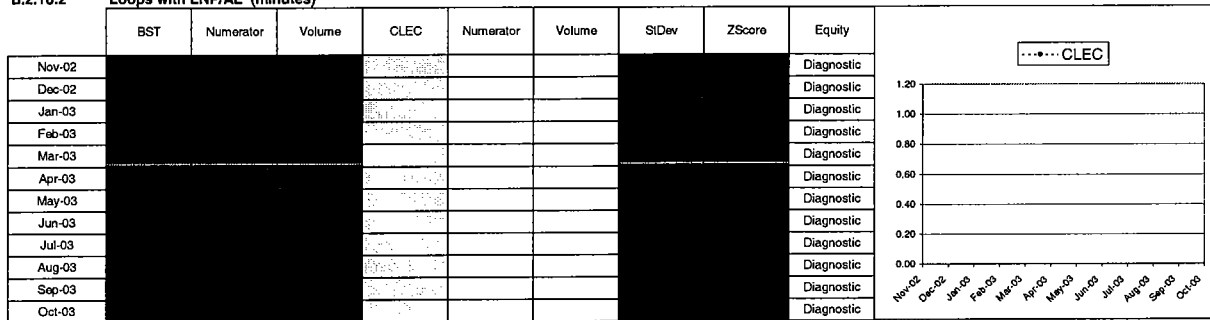 B.2.18.2 Loops with LNP/AL (minutes)
BST Numerator Volume CLEC Numerator Volume StDev ZScore Equity
Nov-02 Diagnostic
Dec-02 Diagnostic
Jan-03 Diagnostic
Feb-03 Diagnostic
Mar-03 Diagnostic
Apr-03 Diagnostic
May-03 Diagnostic
Jun-03 Diagnostic
Jul-03 Diagnostic
Aug-03 Diagnostic
Sep-03 Diagnostic
Oct-03 Diagnostic
CLEC
1.20
1.00
0.80
0.60
0.40
0.20
0.00
Nov-02 Dec-02 Jan-03 Feb-03 Mar-03 Apr-03 May-03 Jun-03 Jul-03 Aug-03 Sep-03 Oct-03